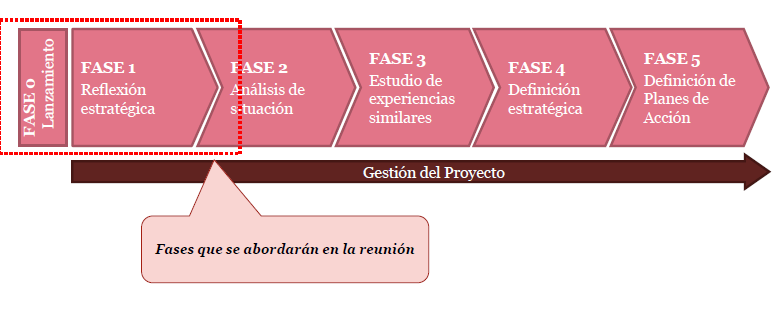 FASE 0
Lanzamiento
FASE 1
Reflexión
estratégica
FASE 2
Análisis de
situación
FASE 3
Estudio de
experiencias
similares
FASE 4
Definición
estratégica
FASE 5
Definición de
Planes de
Acción
Gestión del Proyecto
Fases que se abordarán en la reunión